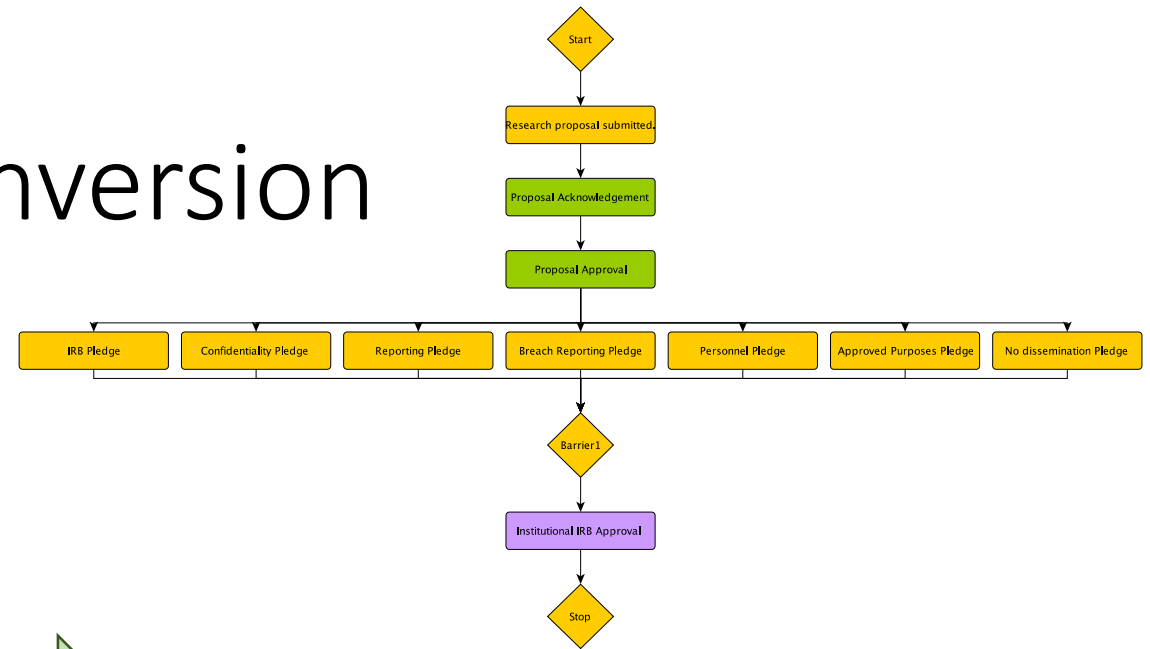 Start
Research proposal submitted.
nversion
Proposal Acknowledgement
Proposal Approval
IRB Pledge
Confidentiality Pledge
Reporting Pledge
Breach Reporting Pledge
Personnel Pledge
Approved Purposes Pledge
No dissemination Pledge
Barrier1
Institutional IRB Approval
Stop